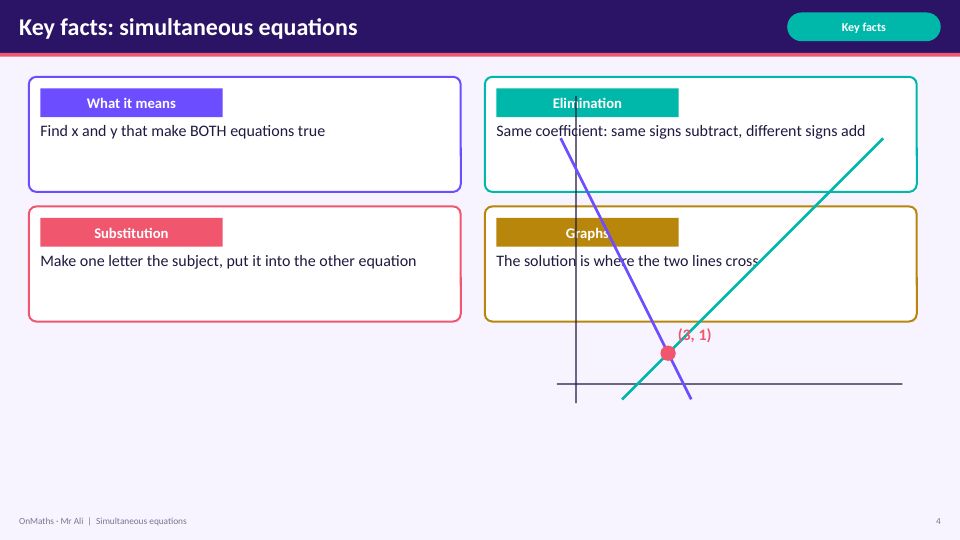 Key facts: simultaneous equations
Key facts
What it means
Find x and y that make BOTH equations true
Elimination
Same coefficient: same signs subtract, different signs add
Substitution
Make one letter the subject, put it into the other equation
Graphs
The solution is where the two lines cross
(3, 1)
OnMaths - Mr Ali | Simultaneous equations
4